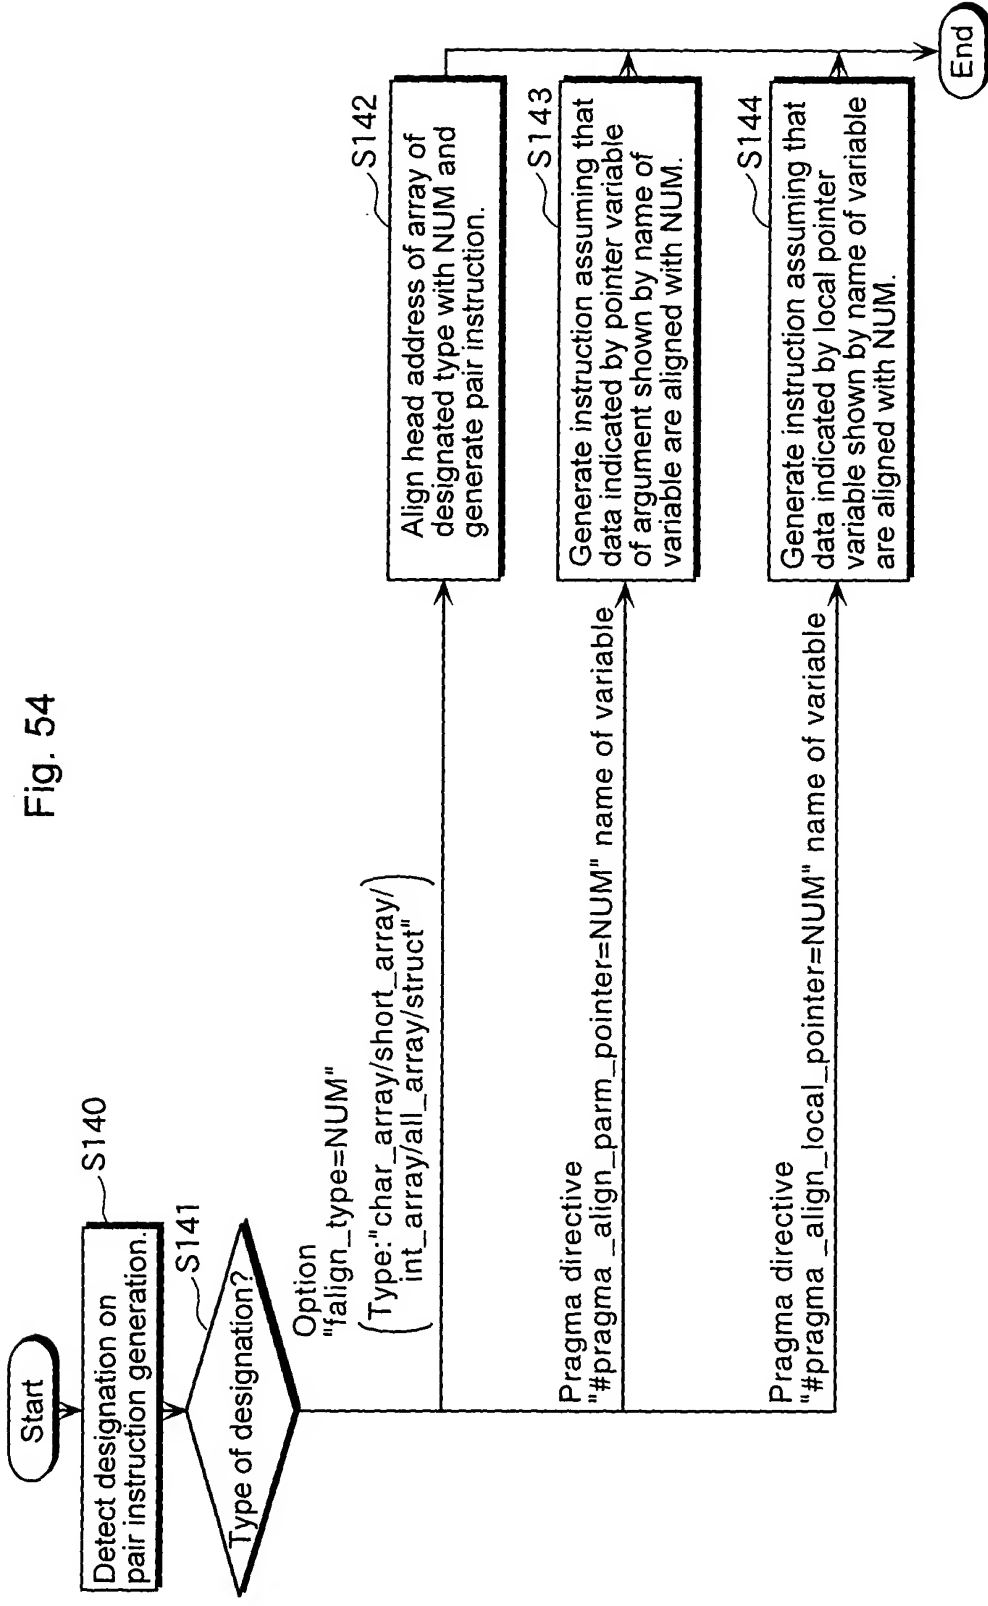 Fig. 54
Start
S140
Detect designation on
pair instruction generation.
S141
Type of designation?
Option
"falign_type=NUM"
(Type:"char_array/short_array/
int_array/all_array/struct")
S142
Align head address of array of
designated type with NUM and
generate pair instruction.
Pragma directive
"#pragma _align_parm_pointer=NUM" name of variable
S143
Generate instruction assuming that
data indicated by pointer variable
of argument shown by name of
variable are aligned with NUM.
Pragma directive
"#pragma _align_local_pointer=NUM" name of variable
S144
Generate instruction assuming that
data indicated by local pointer
variable shown by name of variable
are aligned with NUM.
End